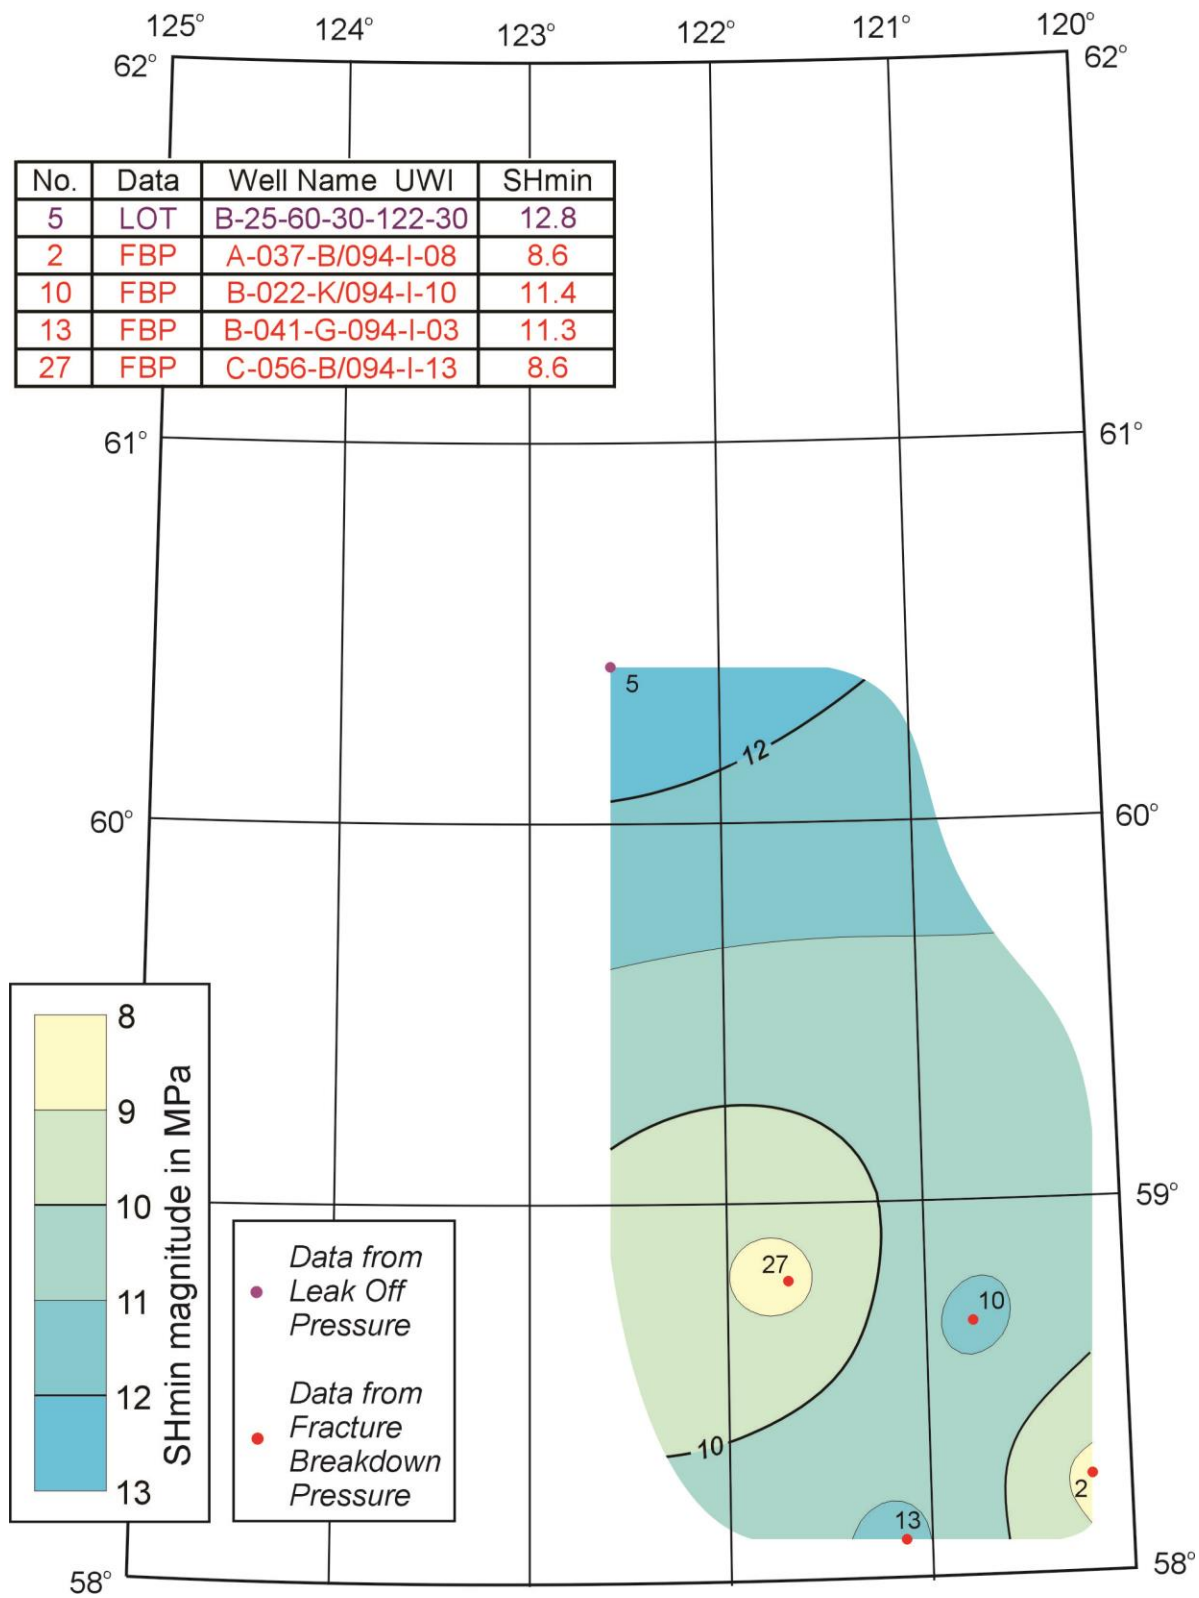 125° 124° 123° 122° 121° 120°
62° 62°
No. Data Well Name UWI SHmin
5 LOT B-25-60-30-122-30 12.8
2 FBP A-037-B/094-I-08 8.6
10 FBP B-022-K/094-I-10 11.4
13 FBP B-041-G-094-I-03 11.3
27 FBP C-056-B/094-I-13 8.6
61° 61°
5
12
60° 60°
59°
27
10
10
2
13
58° 58°
8
9
10
11
12
13
SHmin magnitude in MPa
Data from
Leak Off
Pressure
Data from
Fracture
Breakdown
Pressure